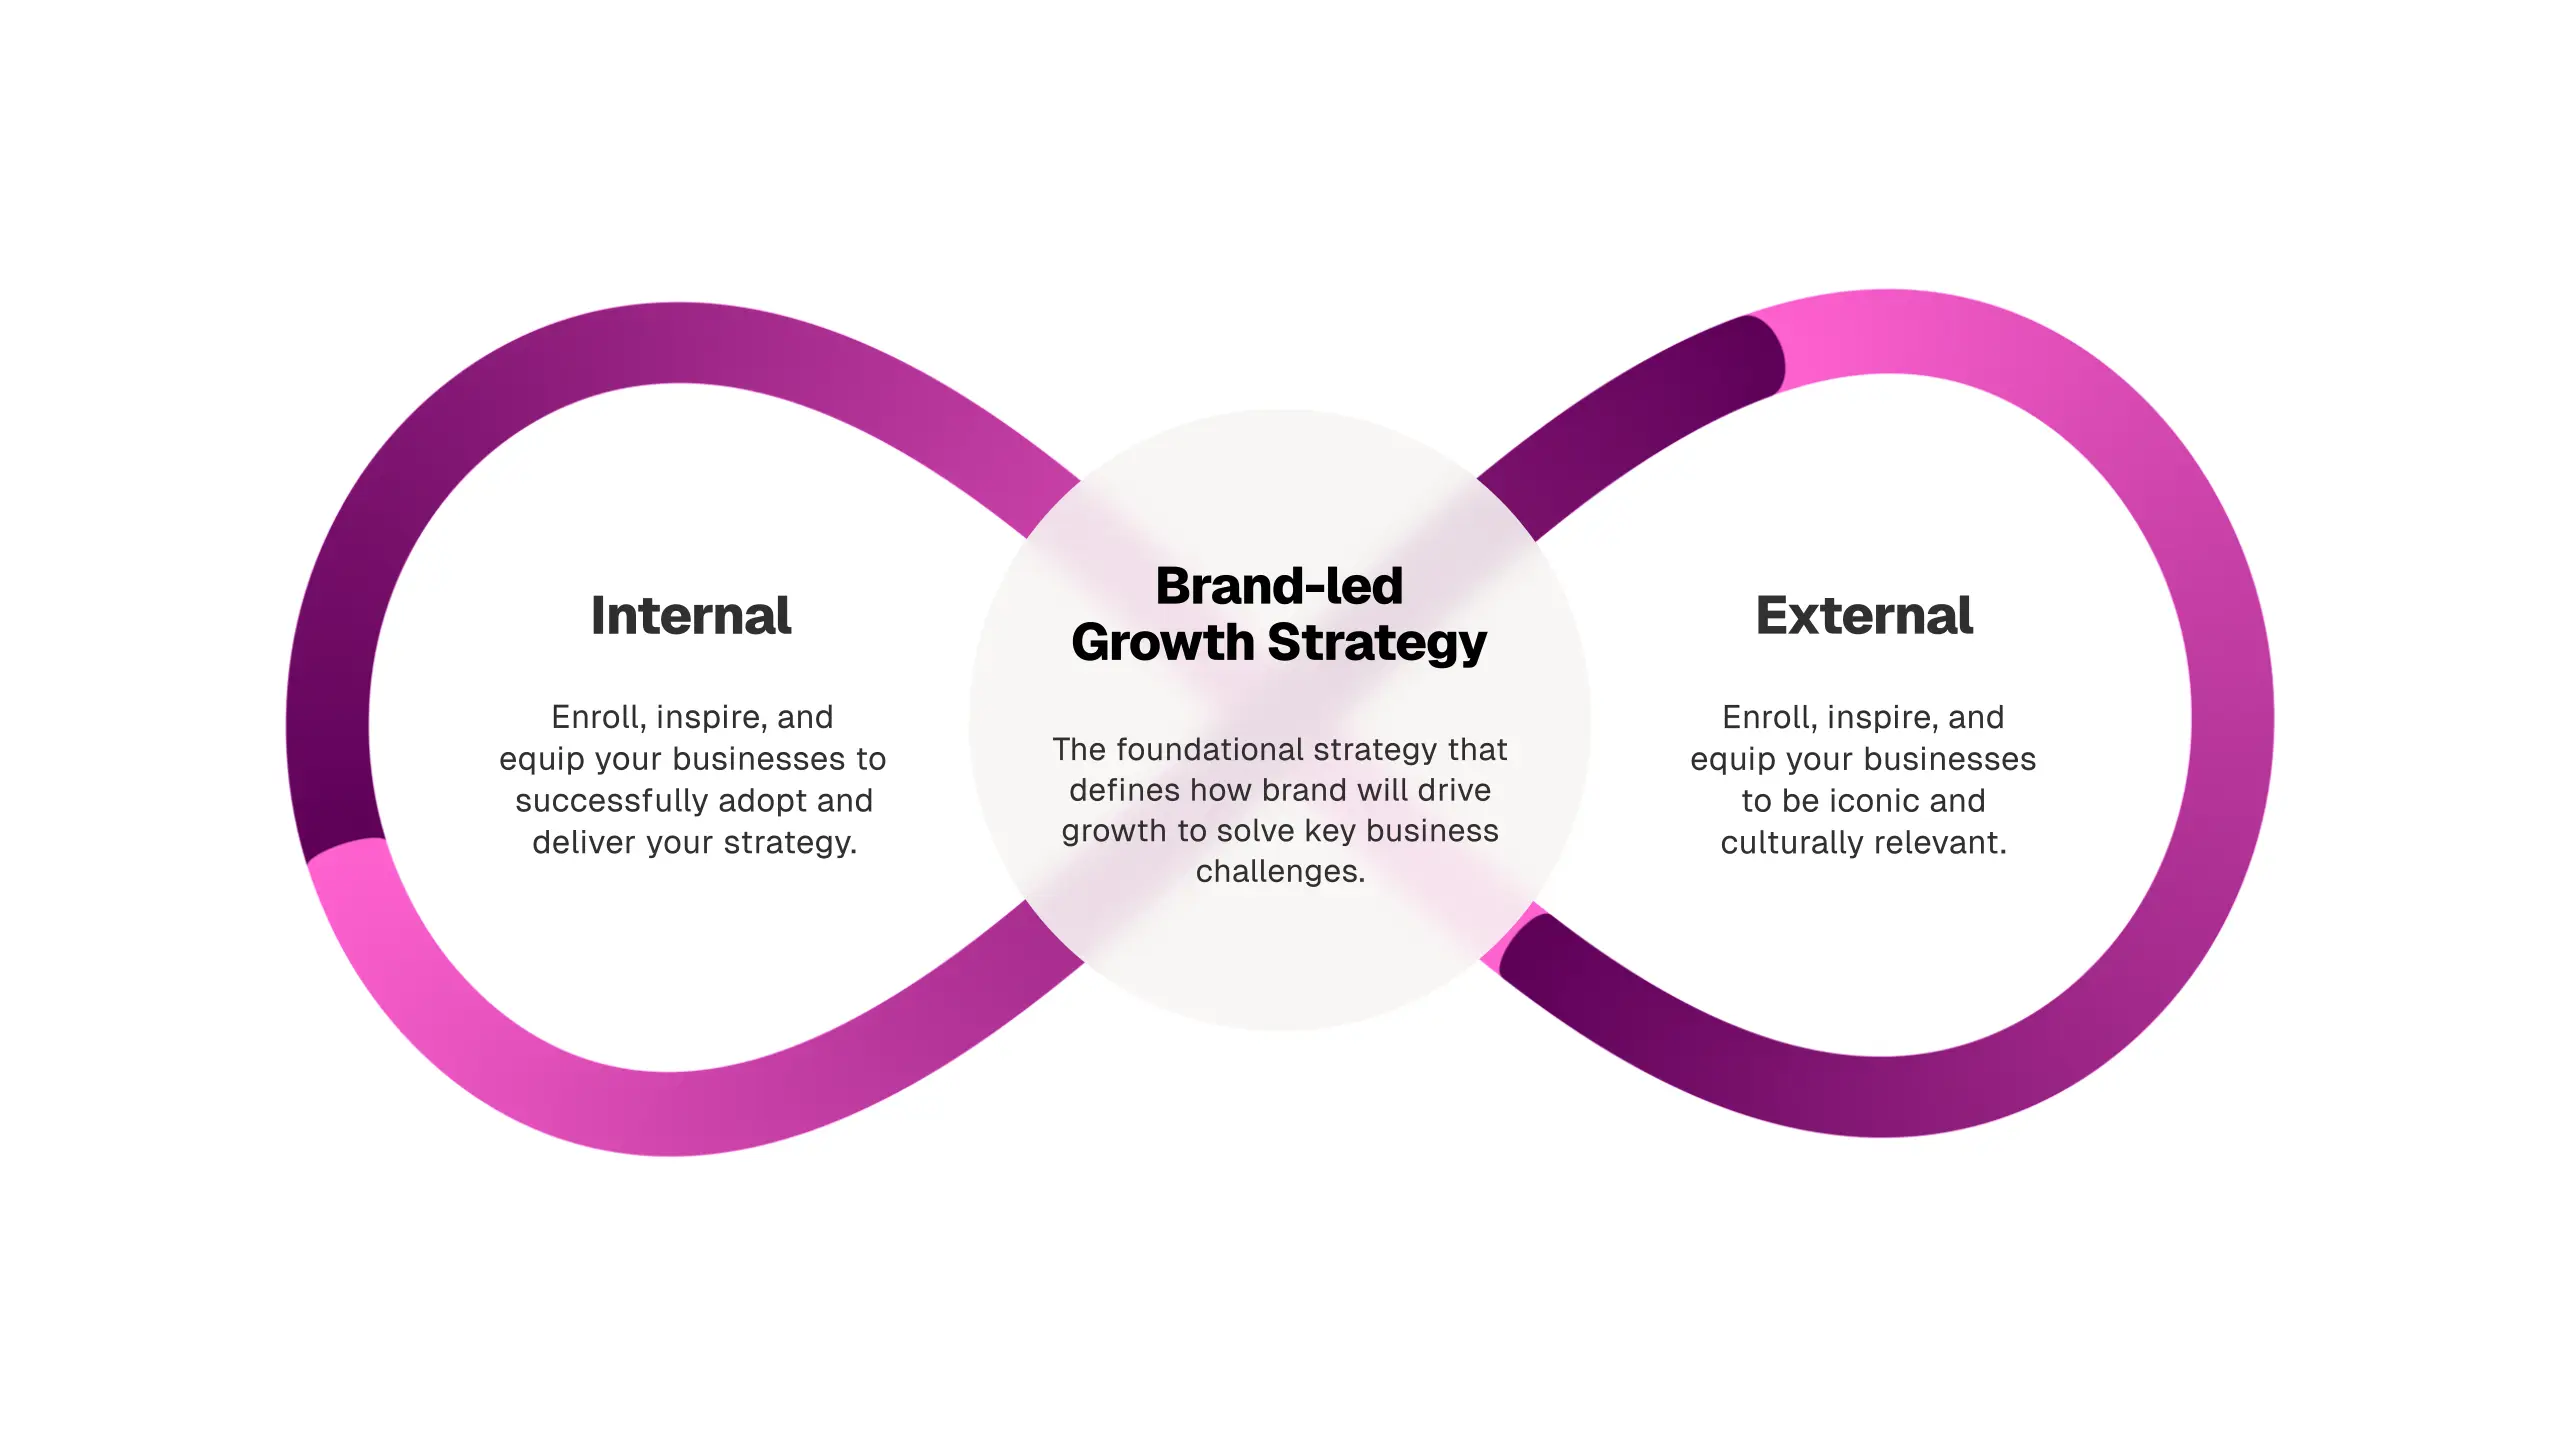 Internal
Enroll, inspire, and
equip your businesses to
successfully adopt and
deliver your strategy.
Brand-led
Growth Strategy
The foundational strategy that
defines how brand will drive
growth to solve key business
challenges.
External
Enroll, inspire, and
equip your businesses
to be iconic and
culturally relevant.